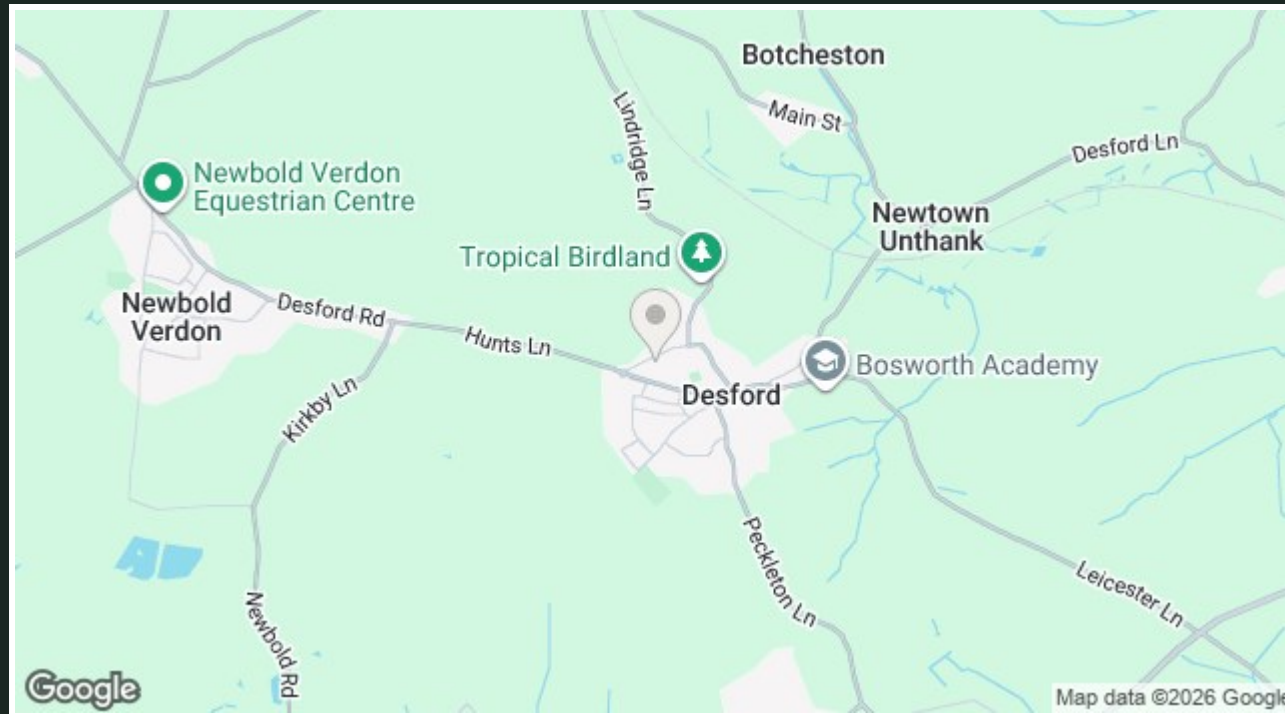 Botcheston
Lindridge Ln
Main St
Desford Ln
Newbold Verdon
Equestrian Centre
Newtown
Unthank
Tropical Birdland
Newbold
Verdon
Desford Rd
Hunts Ln
Bosworth Academy
Desford
Kirkby Ln
Peckleton Ln
Leicester Ln
Newbold Rd
Google
Map data ©2026 Google